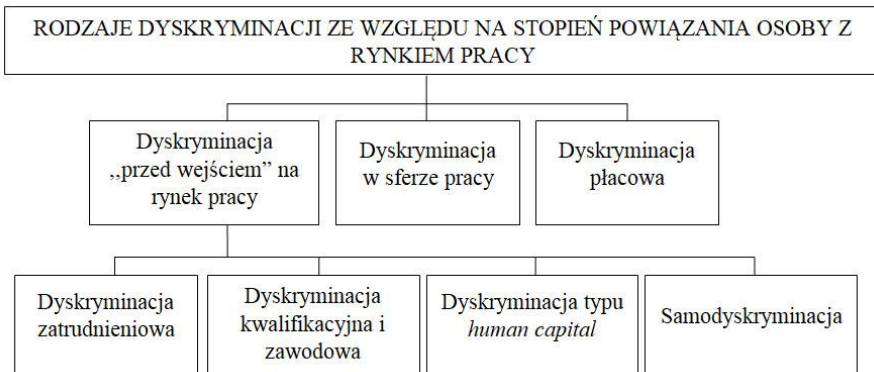 RODZAJE DYSKRYMINACJI ZE WZGLĘDU NA STOPIEŃ POWIĄZANIA OSOBY Z
RYNKIEM PRACY
Dyskryminacja
,,przed wejściem” na
rynek pracy
Dyskryminacja
w sferze pracy
Dyskryminacja
płacowa
Dyskryminacja
zatrudnieniowa
Dyskryminacja
kwalifikacyjna i
zawodowa
Dyskryminacja typu
human capital
Samodyskryminacja